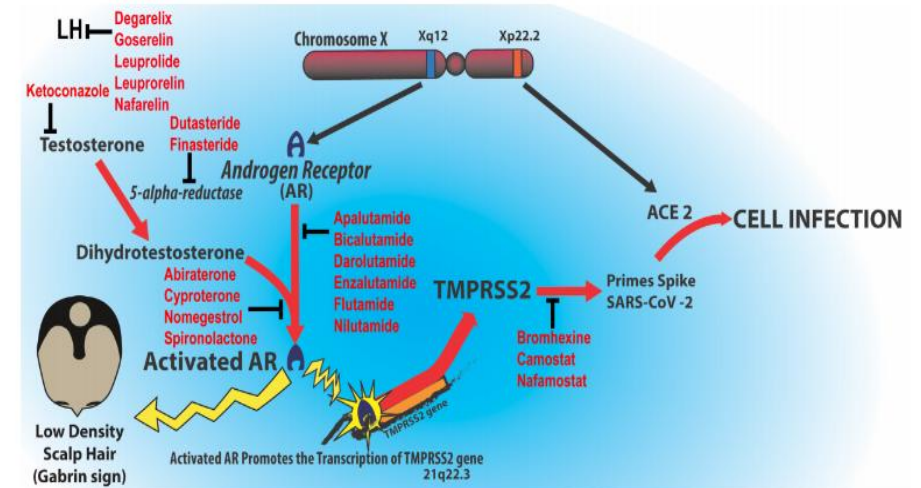 LH
Degarelix
Goserelin
Leuprolide
Leuprorelin
Nafarelin
Ketoconazole
Testosterone
Dutasteride
Finasteride
5-alpha-reductase
Chromosome X
Xq12
Xp22.2
Androgen Receptor
(AR)
Dihydrotestosterone
Abiraterone
Cyproterone
Nomegestrol
Spironolactone
Apalutamide
Bicalutamide
Darolutamide
Enzalutamide
Flutamide
Nilutamide
Activated AR
TMPRSS2
Primes Spike
SARS-CoV -2
ACE 2
CELL INFECTION
Bromhexine
Camostat
Nafamostat
TMPRSS2 gene
Low Density
Scalp Hair
(Gabrin sign)
Activated AR Promotes the Transcription of TMPRSS2 gene
21q22.3